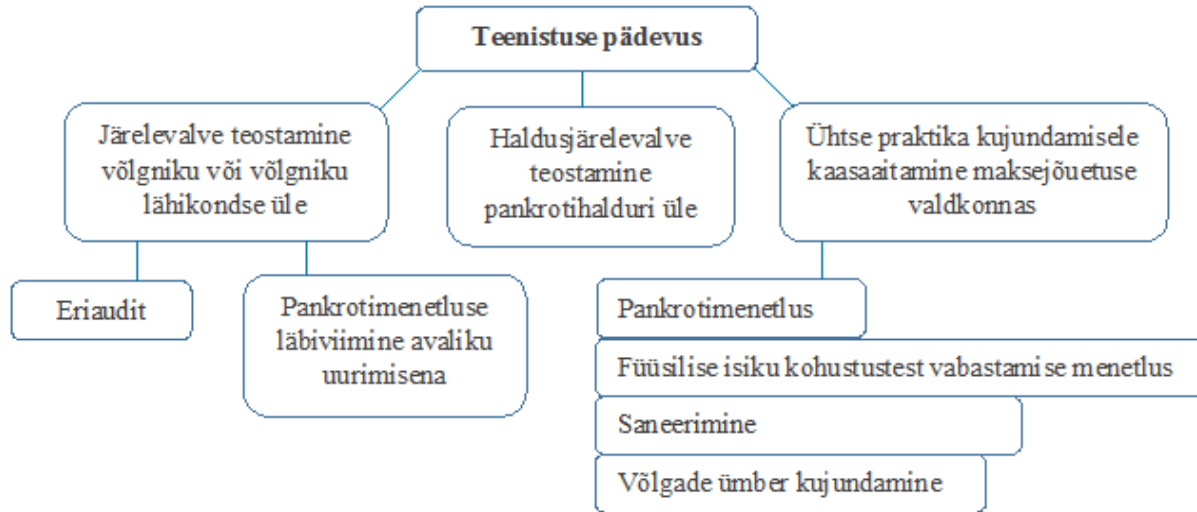 Teenistuse pädevus
Järelevalve teostamine
võlgniku või võlgniku
lähikondse üle
Haldusjärelevalve
teostamine
pankrotihalduri üle
Ühtse praktika kujundamisele
kaasaaitamine maksejõuetuse
valdkonnas
Eriaudit
Pankrotimenetluse
läbiviimine avaliku
uurimisena
Pankrotimenetlus
Füüsilise isiku kohustustest vabastamise menetlus
Saneerimine
Võlgade ümber kujundamine